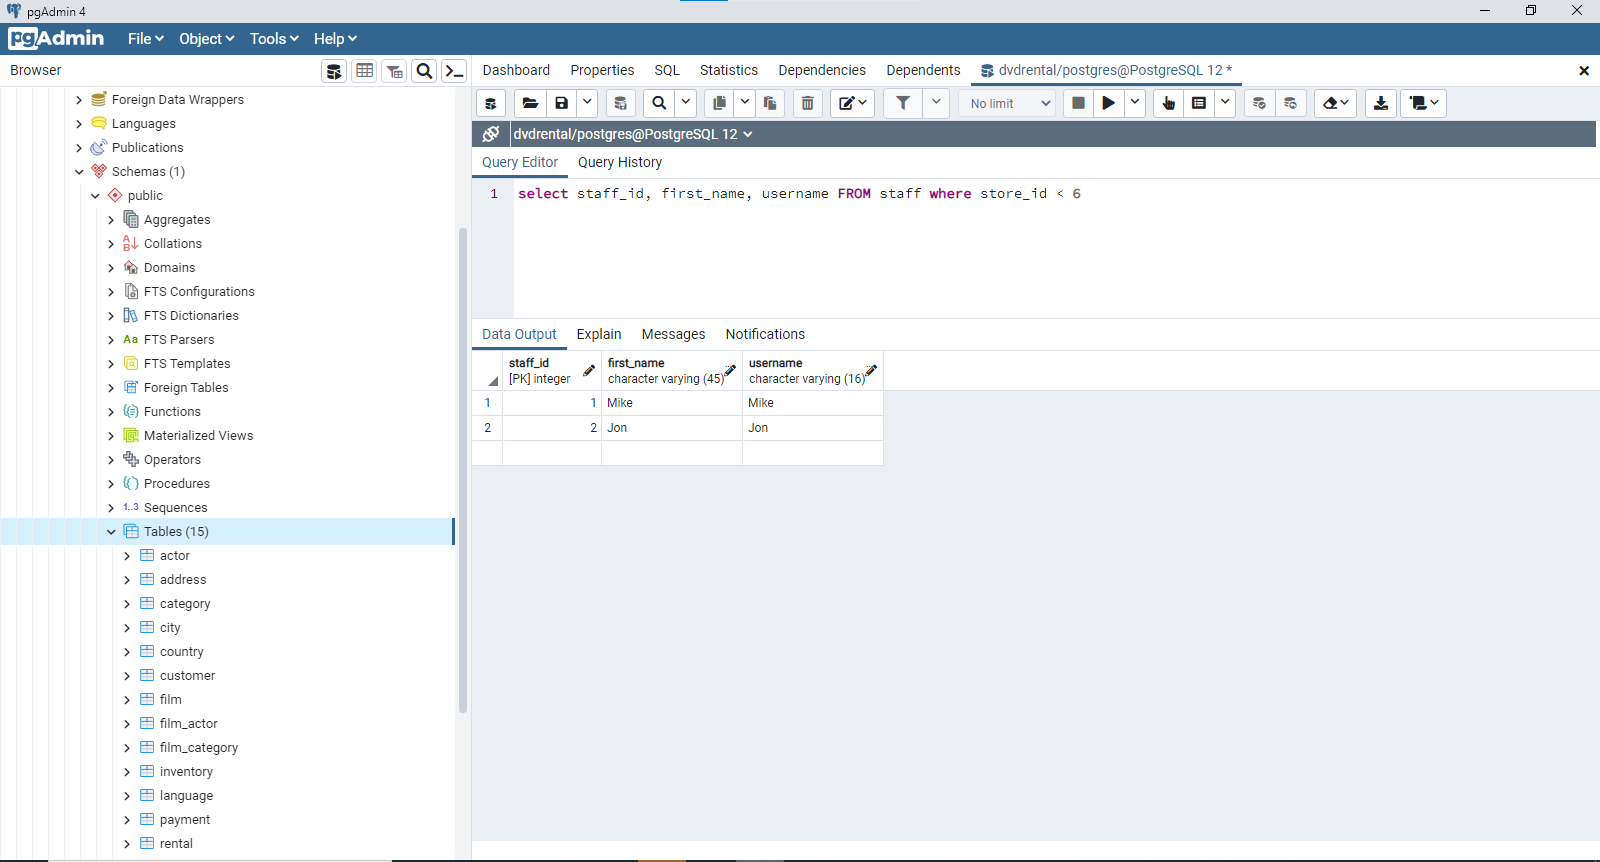 pgAdmin 4
pgAdmin File Object Tools Help
Browser
Dashboard Properties SQL Statistics Dependencies Dependents dvdrental/postgres@PostgreSQL 12 *
No limit
dvdrental/postgres@PostgreSQL 12
Query Editor Query History
1 select staff_id, first_name, username FROM staff where store_id < 6
Data Output Explain Messages Notifications
staff_id first_name username
[PK] integer character varying (45) character varying (16)
1 1 Mike Mike
2 2 Jon Jon
Foreign Data Wrappers
Languages
Publications
Schemas (1)
public
Aggregates
Collations
Domains
FTS Configurations
FTS Dictionaries
Aa FTS Parsers
FTS Templates
Foreign Tables
Functions
Materialized Views
Operators
Procedures
1..3 Sequences
Tables (15)
actor
address
category
city
country
customer
film
film_actor
film_category
inventory
language
payment
rental